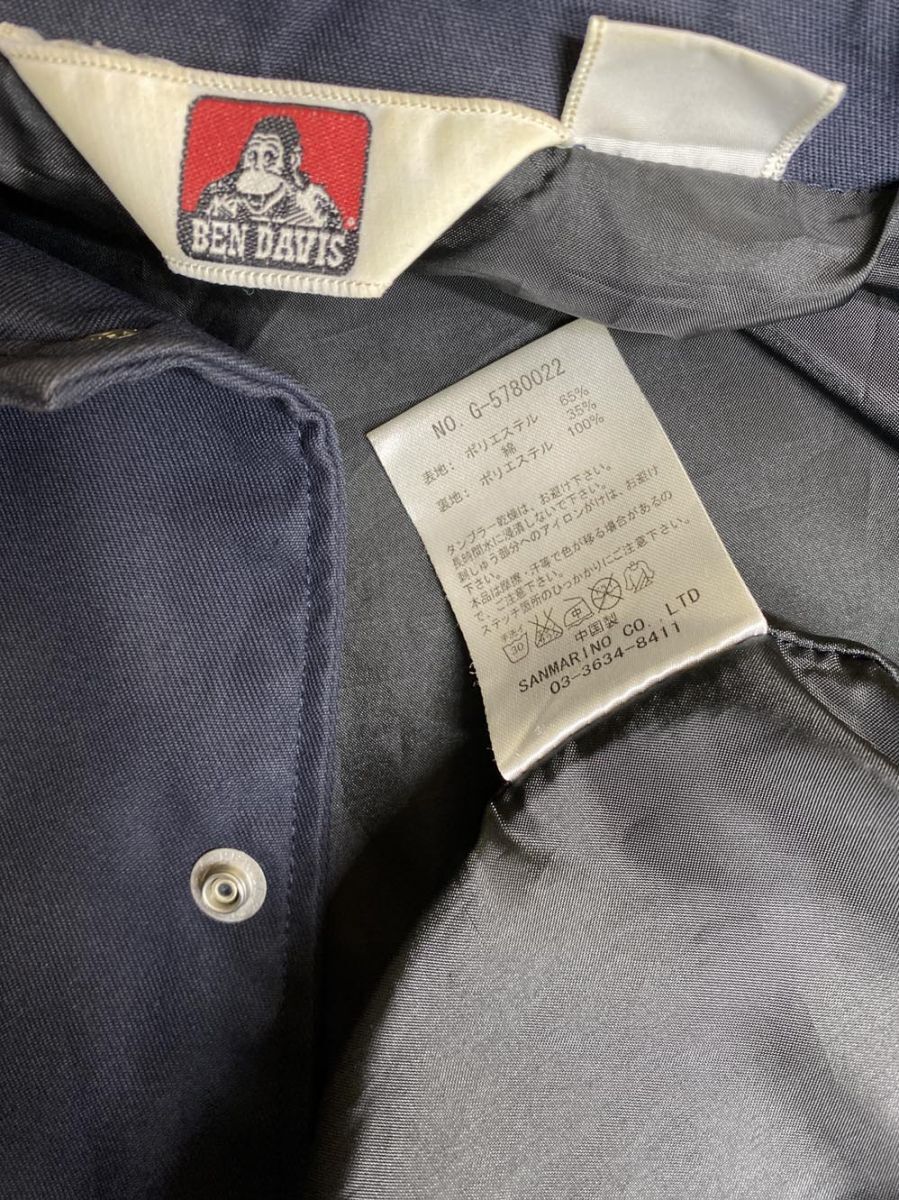 BEN DAVIS
NO. G-5780022
表地: ポリエステル 65%
綿 35%
裏地: ポリエステル 100%
タンブラー乾燥は、お避け下さい。
長時間水に浸漬しないで下さい。
刺しゅう部分へのアイロンがけは、お避け
下さい。
本品は摩擦・汗等で色が移る場合があるの
で、ご注意下さい。
ステッチ箇所のひっかかりにご注意下さい。
手洗イ
30
中
中国製
SANMARINO CO. LTD
03-3634-8411